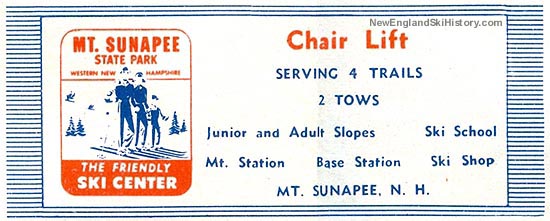 NewEnglandSkiHistory.com
MT. SUNAPEE
STATE PARK
WESTERN NEW HAMPSHIRE
THE FRIENDLY
SKI CENTER
Chair Lift
SERVING 4 TRAILS
2 TOWS
Junior and Adult Slopes Ski School
Mt. Station Base Station Ski Shop
MT. SUNAPEE, N. H.